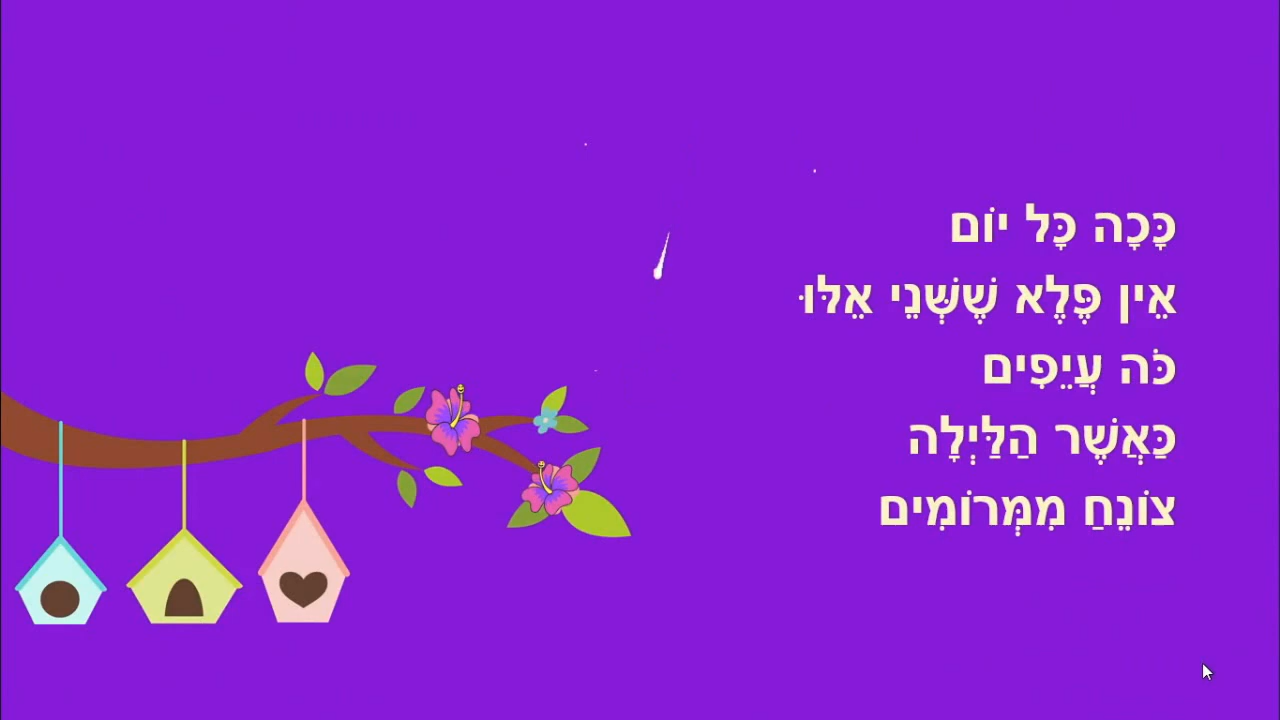 כָּכָה כָּל יוֹם
אֵין פֶּלֶא שֶׁשְּׁנֵי אֵלּוּ
כֹּה עֲיֵפִים
כַּאֲשֶׁר הַלַּיְלָה
צוֹנֵחַ מִמְּרוֹמִים